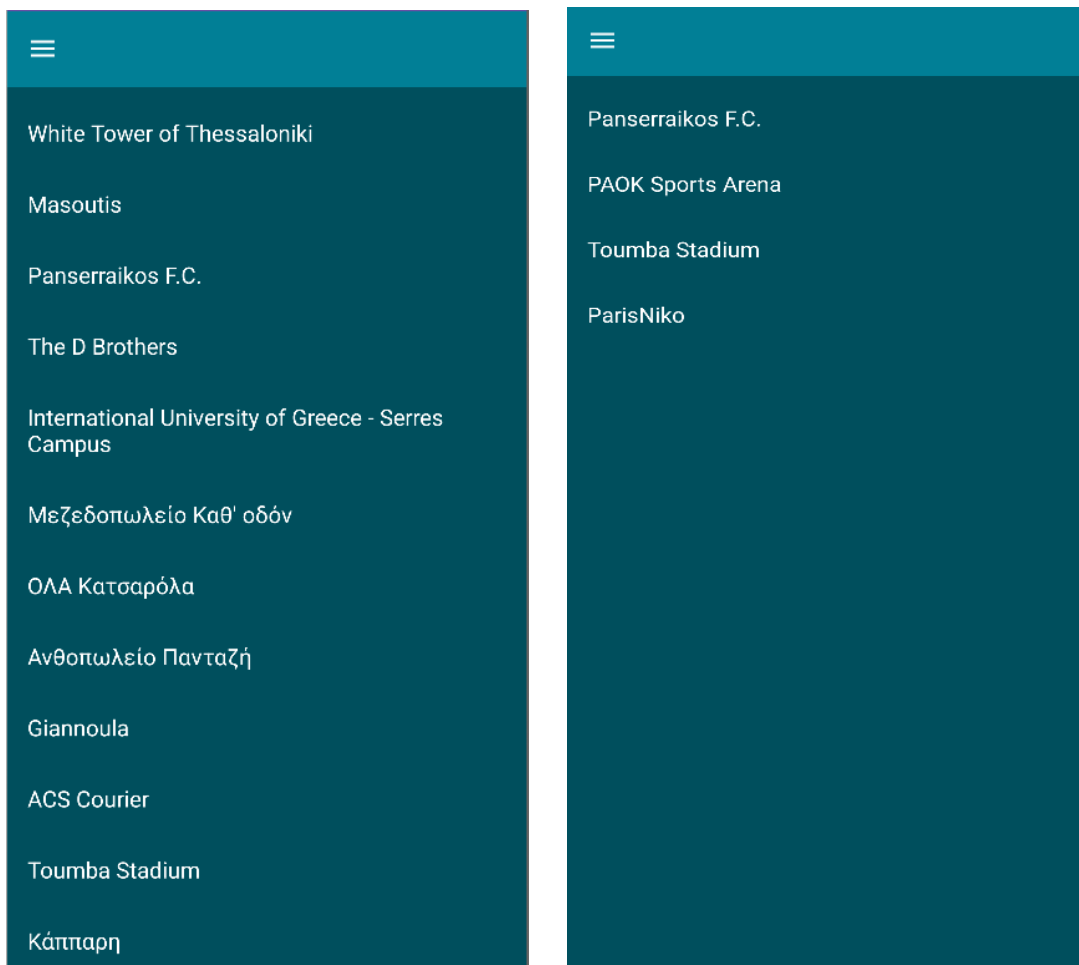 White Tower of Thessaloniki
Masoutis
Panserraikos F.C.
The D Brothers
International University of Greece - Serres
Campus
Μεζεδοπωλείο Καθ' οδόν
ΟΛΑ Κατσαρόλα
Ανθοπωλείο Πανταζή
Giannoula
ACS Courier
Toumba Stadium
Κάππαρη
Panserraikos F.C.
PAOK Sports Arena
Toumba Stadium
ParisNiko